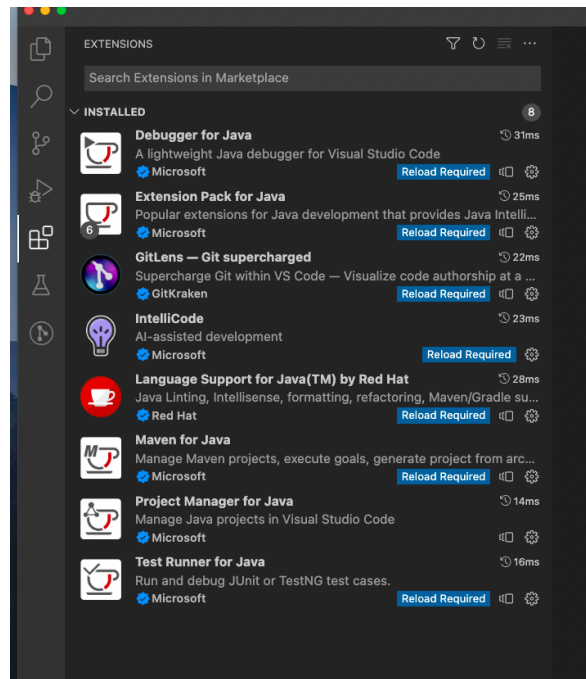 EXTENSIONS
Search Extensions in Marketplace
INSTALLED 8
Debugger for Java 31ms
A lightweight Java debugger for Visual Studio Code
Microsoft Reload Required
Extension Pack for Java 25ms
Popular extensions for Java development that provides Java Intelli...
6 Microsoft Reload Required
GitLens — Git supercharged 22ms
Supercharge Git within VS Code — Visualize code authorship at a ...
GitKraken Reload Required
IntelliCode 23ms
AI-assisted development
Microsoft Reload Required
Language Support for Java(TM) by Red Hat 28ms
Java Linting, Intellisense, formatting, refactoring, Maven/Gradle su...
Red Hat Reload Required
Maven for Java
Manage Maven projects, execute goals, generate project from arc...
Microsoft Reload Required
Project Manager for Java 14ms
Manage Java projects in Visual Studio Code
Microsoft
Test Runner for Java 16ms
Run and debug JUnit or TestNG test cases.
Microsoft Reload Required